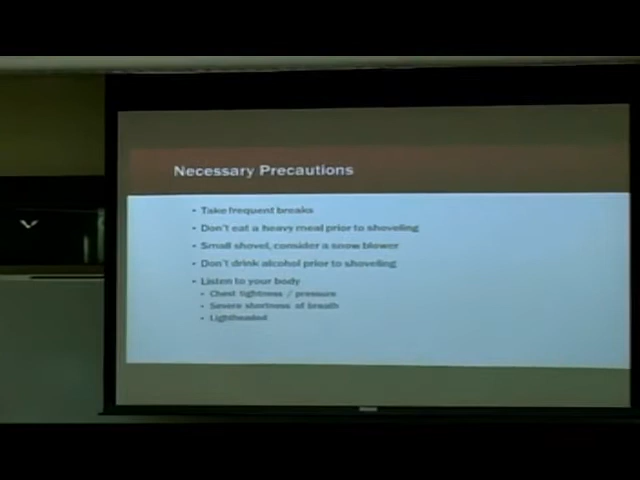 Necessary Precautions
• Take frequent breaks
• Don't eat a heavy meal prior to shoveling
• Small shovel, consider a snow blower
• Don't drink alcohol prior to shoveling
• Listen to your body
• Chest tightness / pressure
• Severe shortness of breath
• Lightheaded